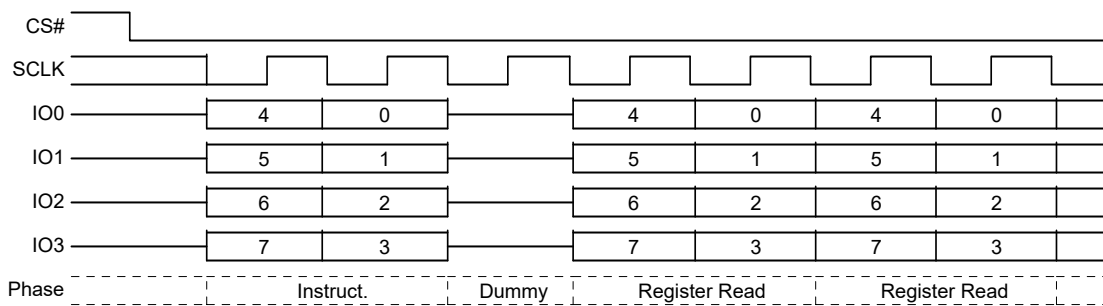 CS#
SCLK
IO0 4 0 4 0 4 0
IO1 5 1 5 1 5 1
IO2 6 2 6 2 6 2
IO3 7 3 7 3 7 3
Phase Instruct. Dummy Register Read Register Read